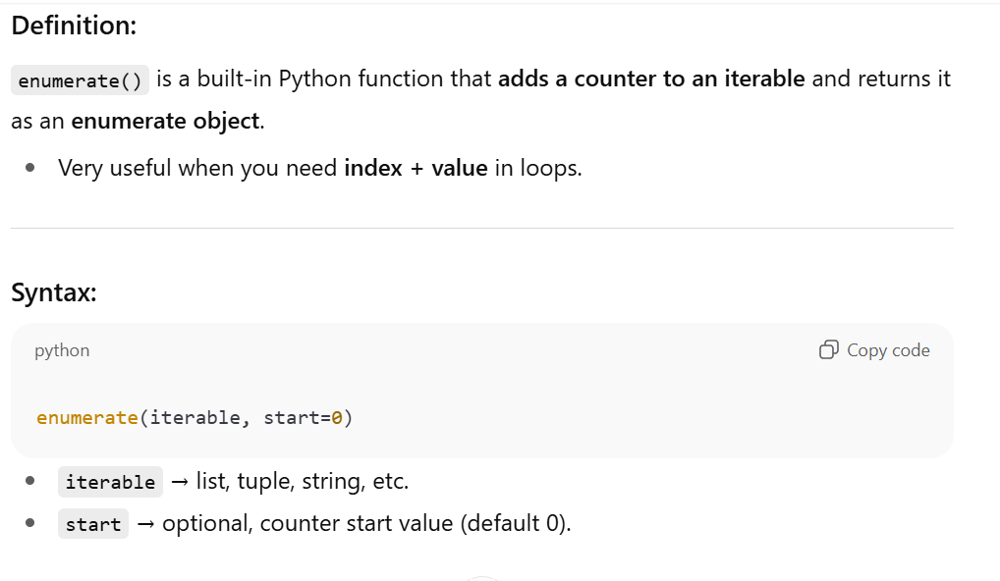 Definition:
enumerate() is a built-in Python function that adds a counter to an iterable and returns it
as an enumerate object.
• Very useful when you need index + value in loops.
Syntax:
python
Copy code
enumerate(iterable, start=0)
• iterable → list, tuple, string, etc.
• start → optional, counter start value (default 0).